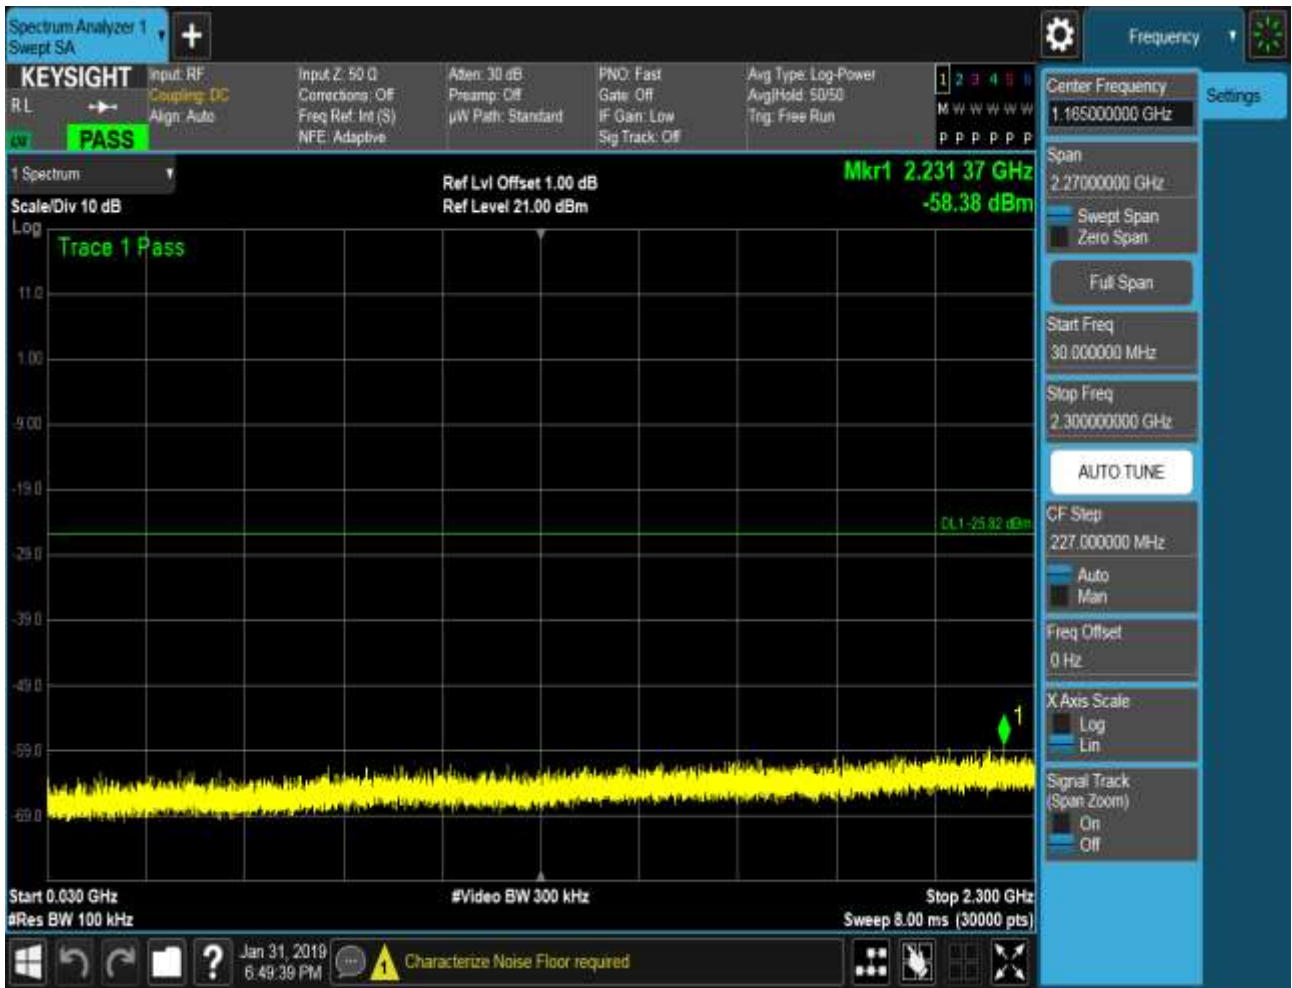 Spectrum Analyzer 1
Swept SA
Frequency
KEYSIGHT
R L
PASS
Input: RF
Coupling: DC
Align: Auto
Input Z: 50 Ω
Corrections: Off
Freq Ref: Int (S)
NFE: Adaptive
Atten: 30 dB
Preamp: Off
µW Path: Standard
PNO: Fast
Gate: Off
IF Gain: Low
Sig Track: Off
Avg Type: Log-Power
Avg|Hold: 50/50
Trig: Free Run
1 2 3 4 5 6
M W W W W W
P P P P P P
1 Spectrum
Scale/Div 10 dB
Ref Lvl Offset 1.00 dB
Ref Level 21.00 dBm
Mkr1 2.231 37 GHz
-58.38 dBm
Log
Trace 1 Pass
11.0
1.00
-9.00
-19.0
DL1 -25.82 dBm
-29.0
-39.0
-49.0
1
-59.0
-69.0
Start 0.030 GHz
#Video BW 300 kHz
Stop 2.300 GHz
#Res BW 100 kHz
Sweep 8.00 ms (30000 pts)
Jan 31, 2019
6:49:39 PM
Characterize Noise Floor required
Center Frequency
1.165000000 GHz
Settings
Span
2.27000000 GHz
Swept Span
Zero Span
Full Span
Start Freq
30.000000 MHz
Stop Freq
2.300000000 GHz
AUTO TUNE
CF Step
227.000000 MHz
Auto
Man
Freq Offset
0 Hz
X Axis Scale
Log
Lin
Signal Track
(Span Zoom)
On
Off